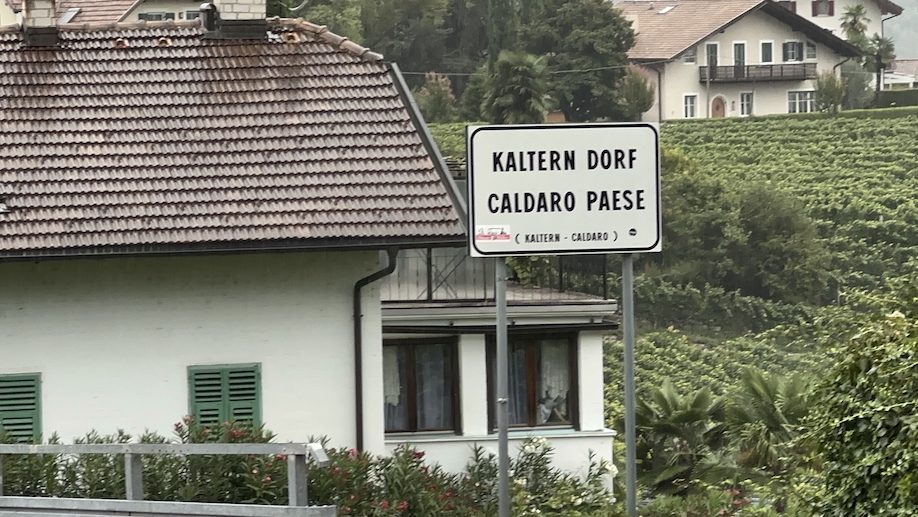 KALTERN DORF
CALDARO PAESE
( KALTERN - CALDARO )